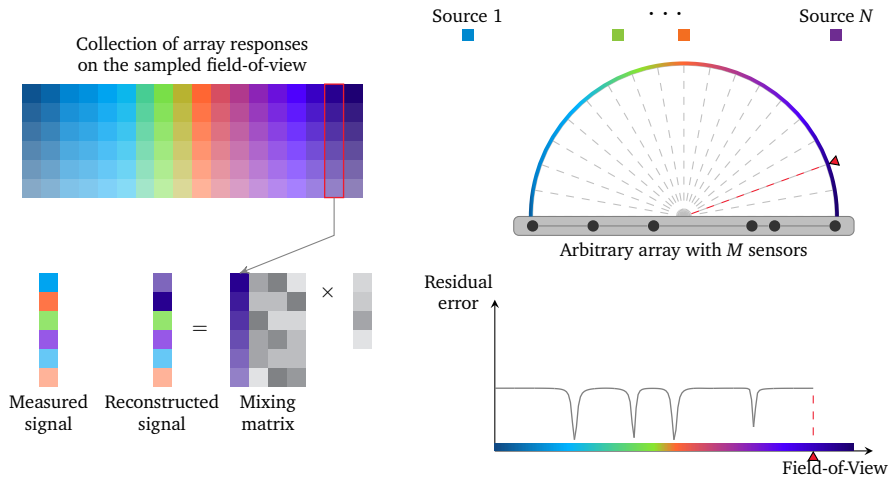 Source 1
· · ·
Source N
Collection of array responses
on the sampled field-of-view
Arbitrary array with M sensors
×
=
Measured
signal
Reconstructed
signal
Mixing
matrix
Residual
error
Field-of-View